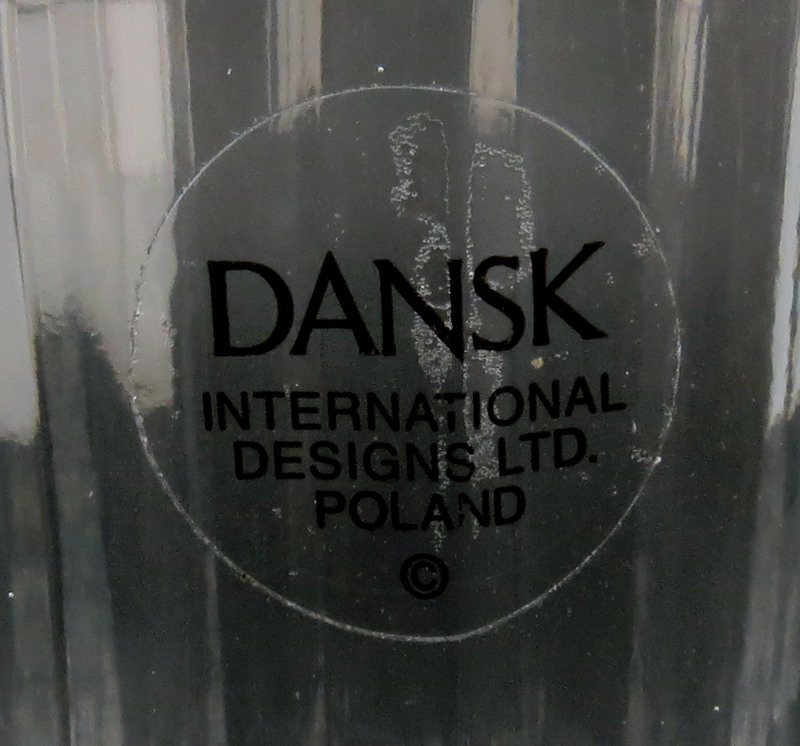 DANSK
INTERNATIONAL
DESIGNS LTD.
POLAND
©